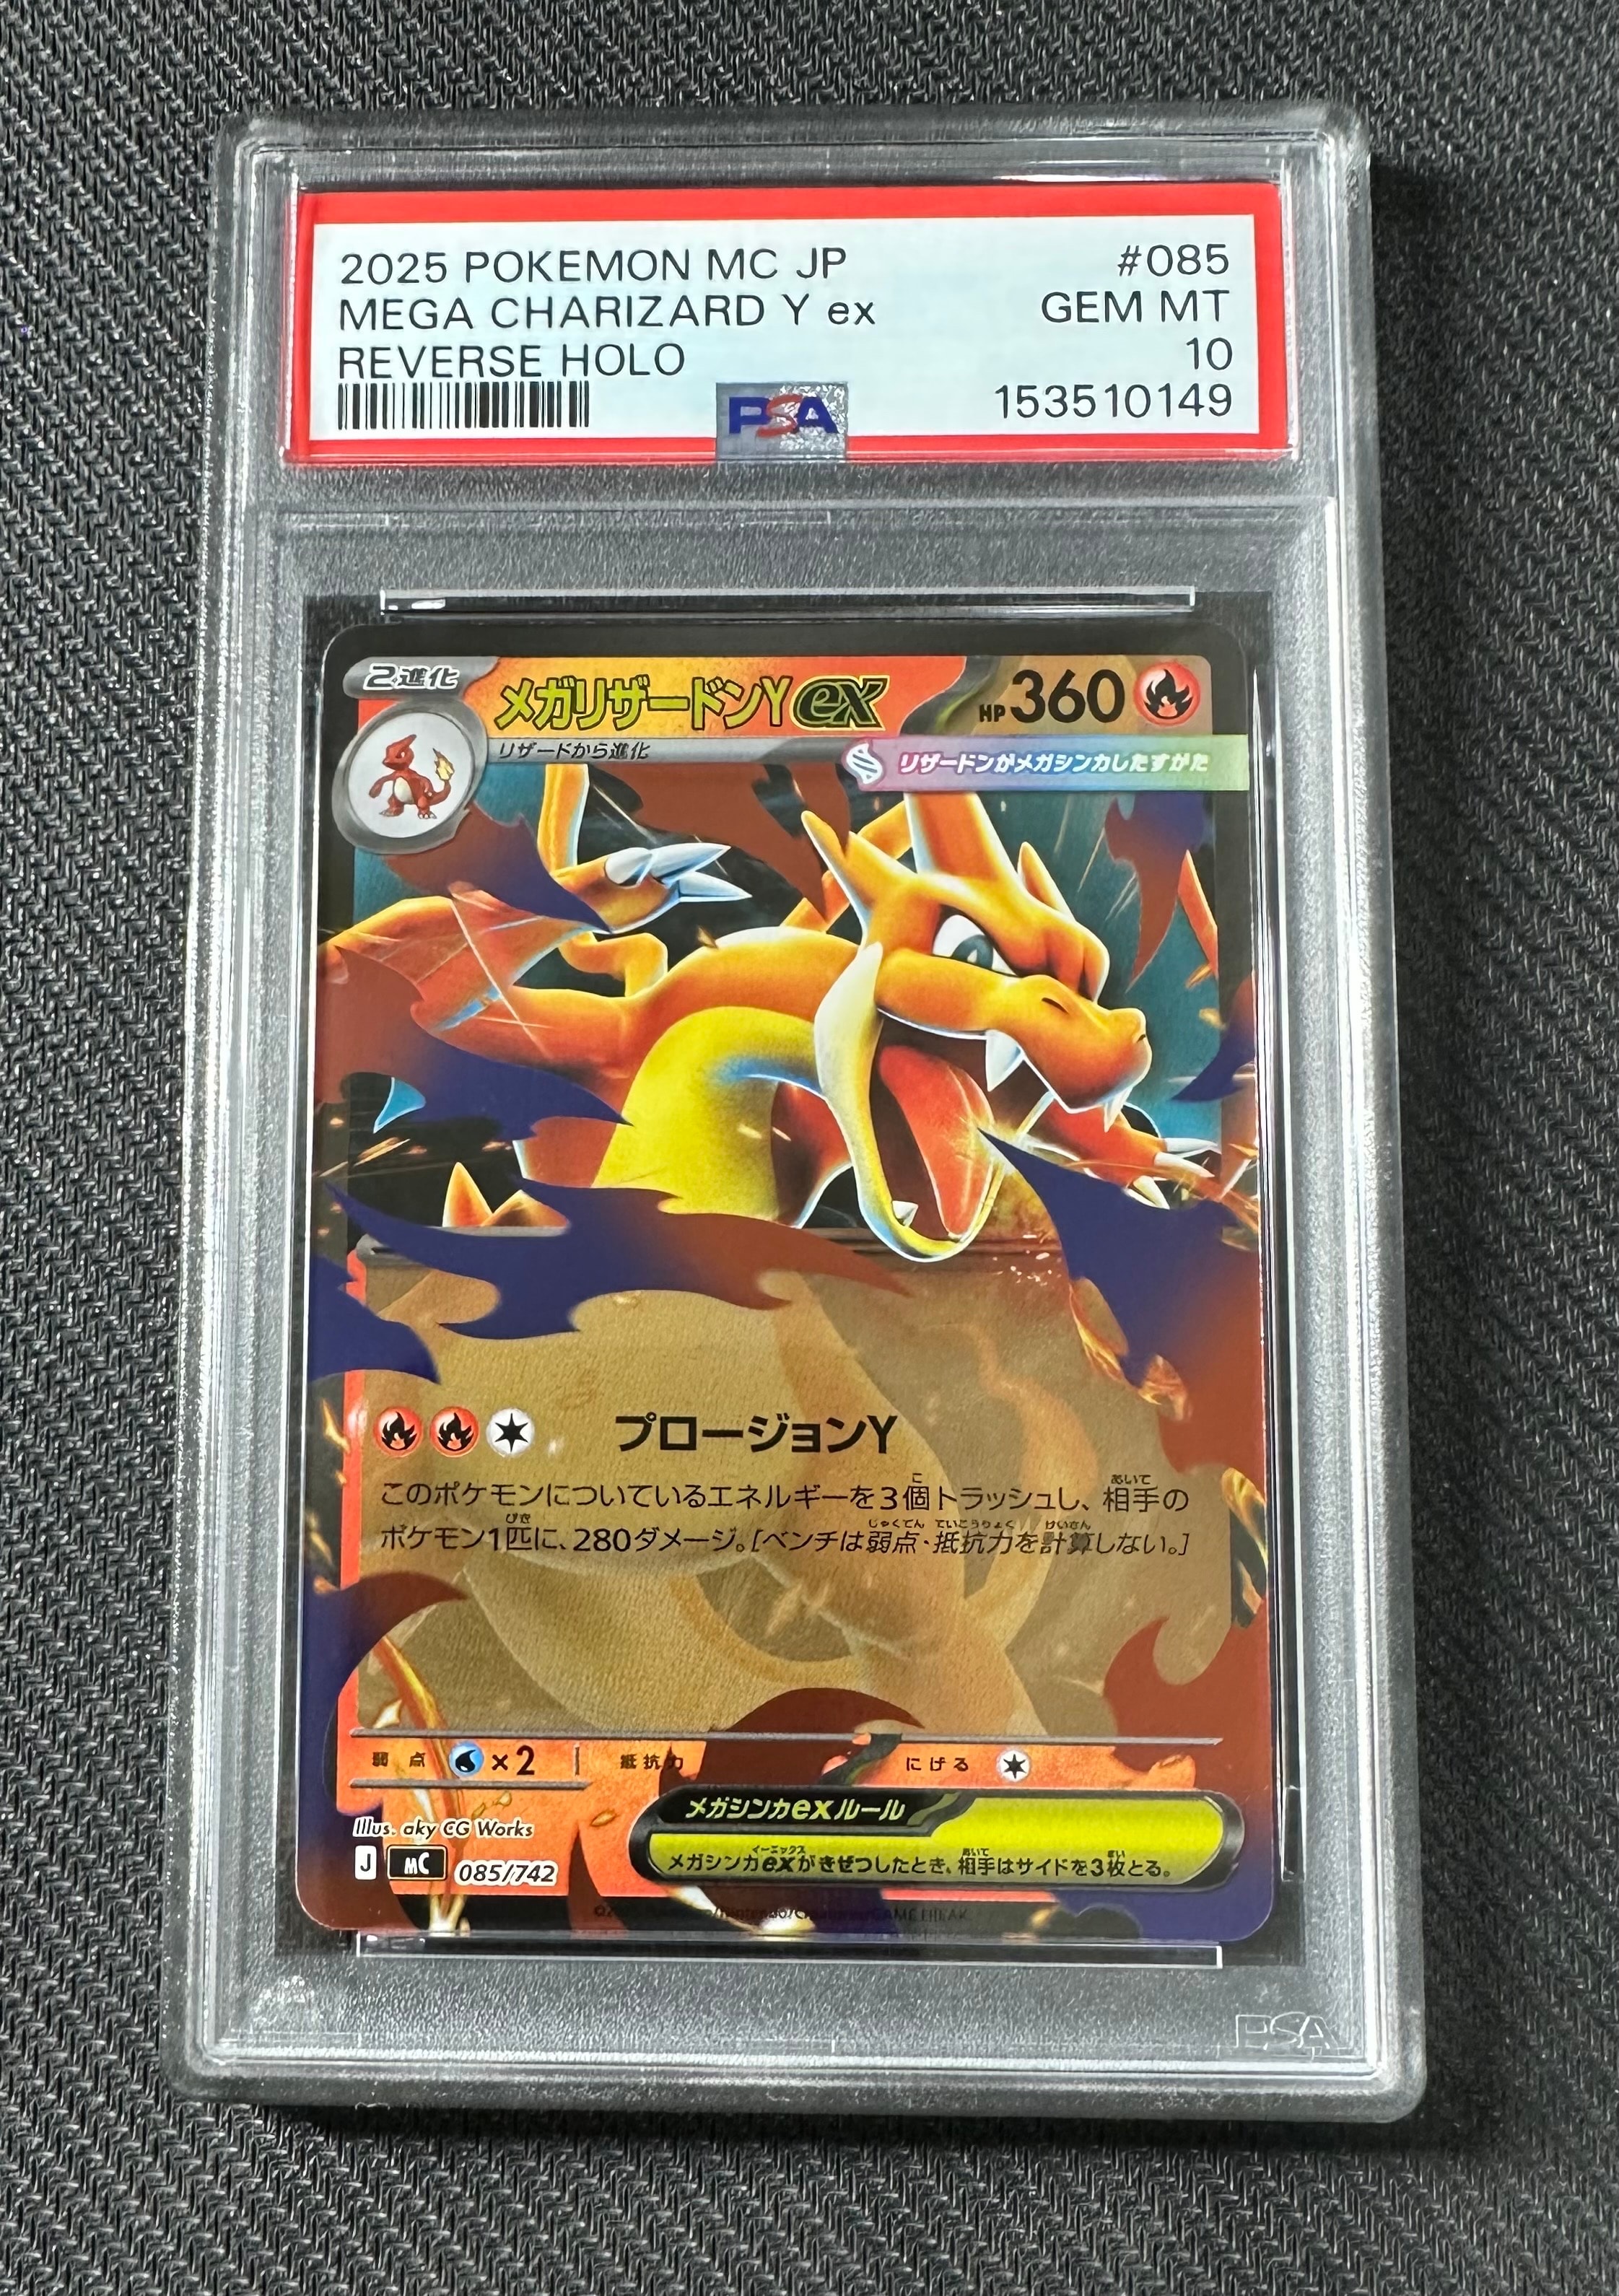 2025 POKEMON MC JP #085
MEGA CHARIZARD Y ex GEM MT
REVERSE HOLO 10
PSA 153510149
2進化
メガリザードンYex HP360
リザードから進化
リザードンがメガシンカしたすがた
プロージョンY
このポケモンについているエネルギーを3個トラッシュし、相手の
ポケモン1匹に、280ダメージ。[ベンチは弱点・抵抗力を計算しない。]
弱点 ×2 抵抗力 にげる
メガシンカexルール
メガシンカexがきぜつしたとき、相手はサイドを3枚とる。
Illus. aky CG Works
J MC 085/742
Nintendo/Creatures/GAME FREAK
PSA